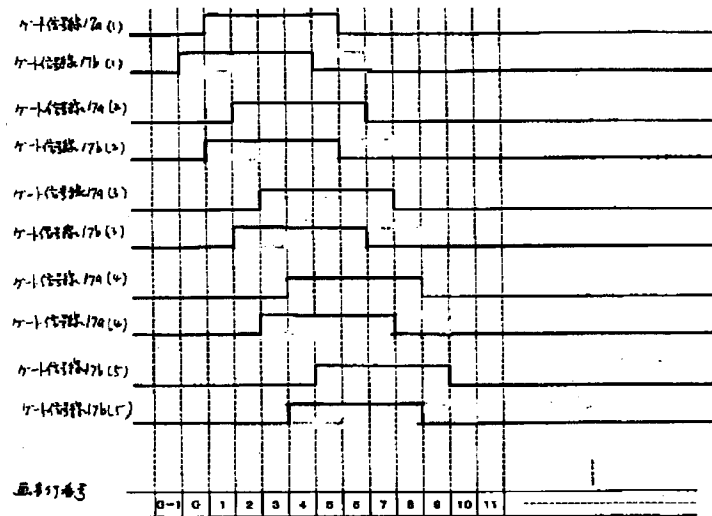 ゲート信号線17a(1)
ゲート信号線17b(1)
ゲート信号線17a(2)
ゲート信号線17b(2)
ゲート信号線17a(3)
ゲート信号線17b(3)
ゲート信号線17a(4)
ゲート信号線17a(4)
ゲート信号線17b(5)
ゲート信号線17b(5)
画素行番号
0-1 0 1 2 3 4 5 6 7 8 9 10 11